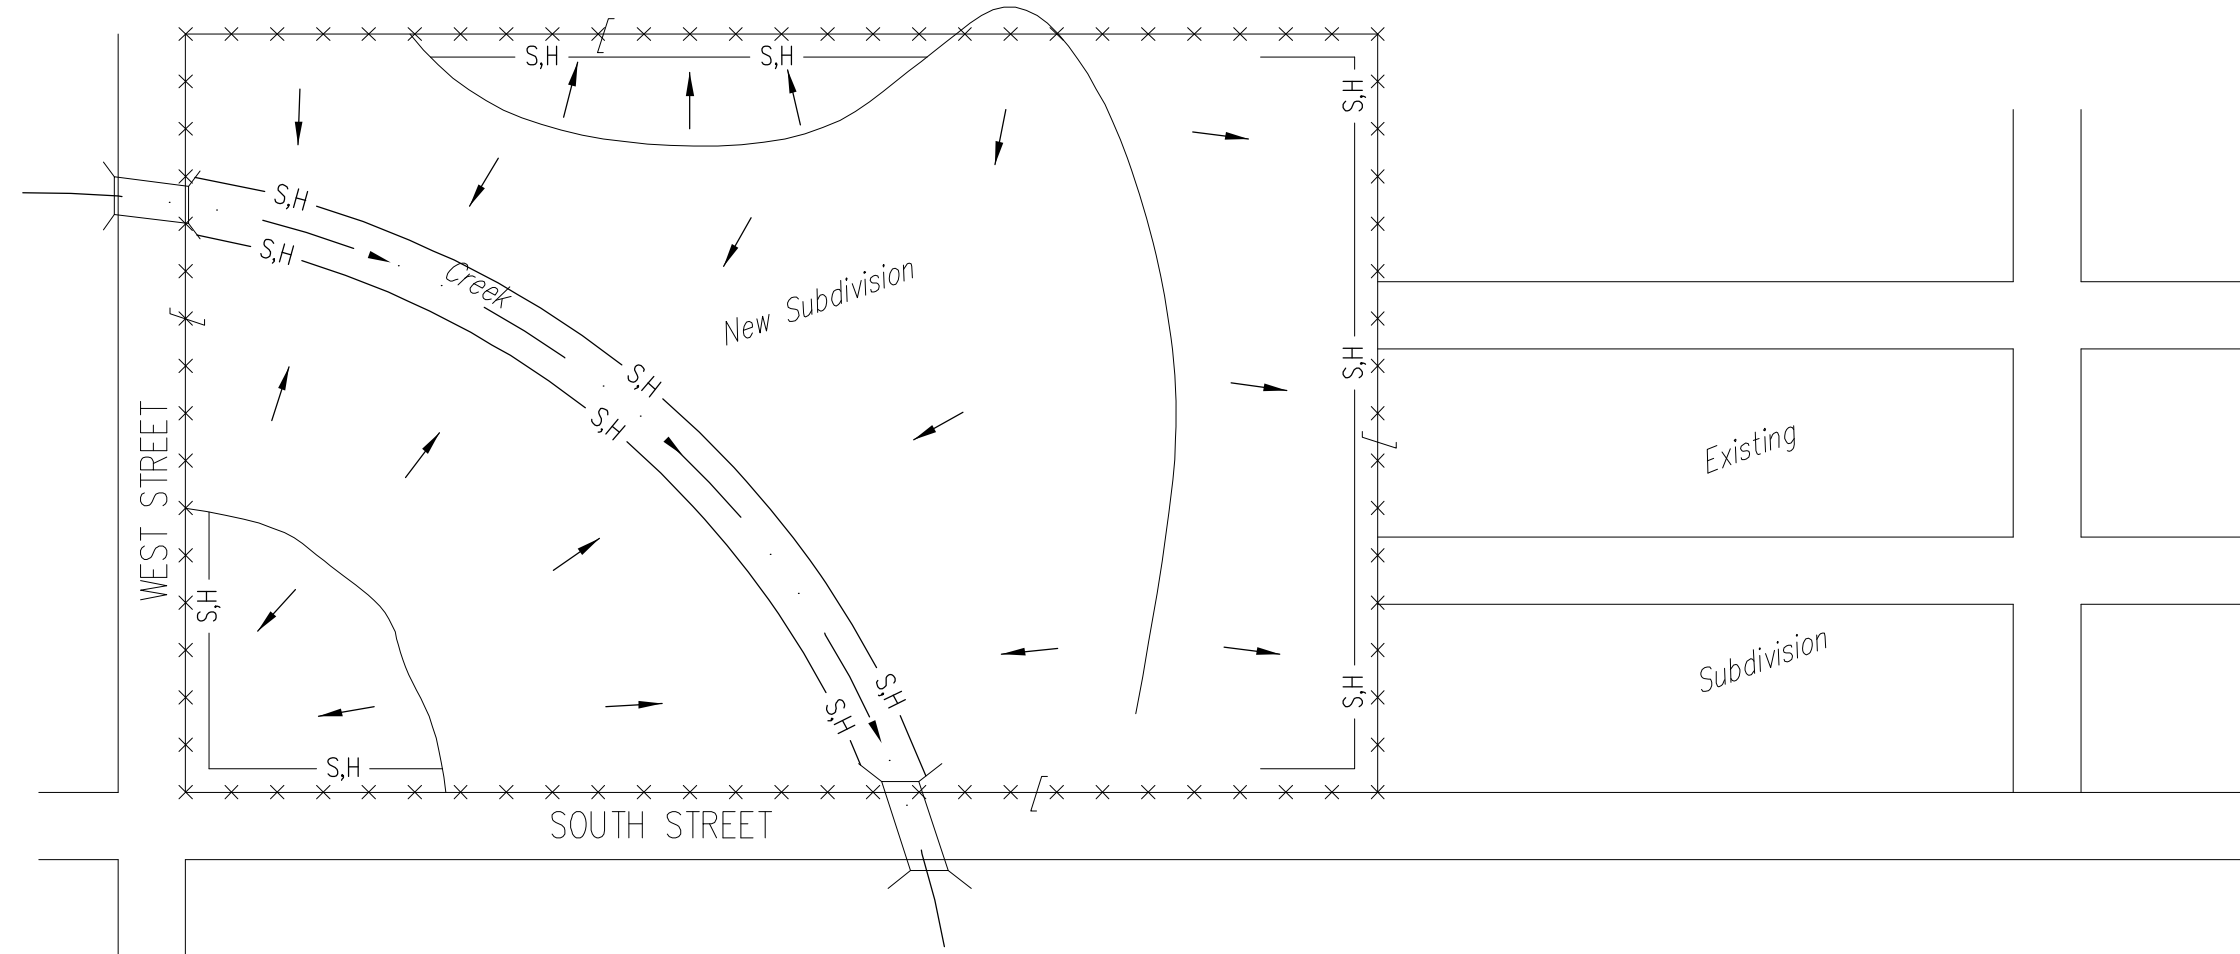 S,H
S,H
S,H
S,H
S,H
Creek
New Subdivision
S,H
S,H
S,H
WEST STREET
Existing
S,H
Subdivision
S,H
S,H
S,H
S,H
SOUTH STREET